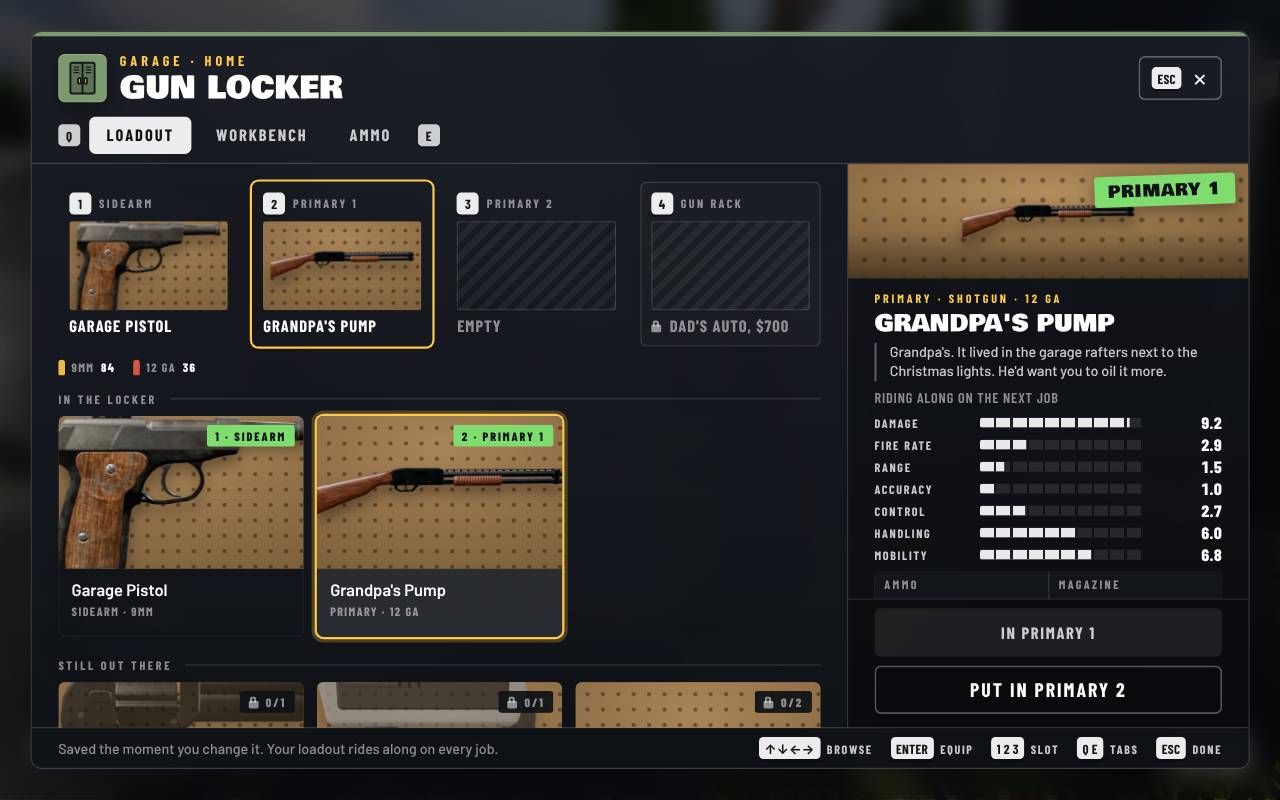 GARAGE · HOME
GUN LOCKER
ESC ×
Q LOADOUT WORKBENCH AMMO E
1 SIDEARM
GARAGE PISTOL
2 PRIMARY 1
GRANDPA'S PUMP
3 PRIMARY 2
EMPTY
4 GUN RACK
DAD'S AUTO, $700
9MM 84 12 GA 36
IN THE LOCKER
1 · SIDEARM
Garage Pistol
SIDEARM · 9MM
2 · PRIMARY 1
Grandpa's Pump
PRIMARY · 12 GA
STILL OUT THERE
0/1
0/1
0/2
PRIMARY 1
PRIMARY · SHOTGUN · 12 GA
GRANDPA'S PUMP
Grandpa's. It lived in the garage rafters next to the
Christmas lights. He'd want you to oil it more.
RIDING ALONG ON THE NEXT JOB
DAMAGE 9.2
FIRE RATE 2.9
RANGE 1.5
ACCURACY 1.0
CONTROL 2.7
HANDLING 6.0
MOBILITY 6.8
AMMO MAGAZINE
IN PRIMARY 1
PUT IN PRIMARY 2
Saved the moment you change it. Your loadout rides along on every job.
↑↓←→ BROWSE ENTER EQUIP 1 2 3 SLOT Q E TABS ESC DONE